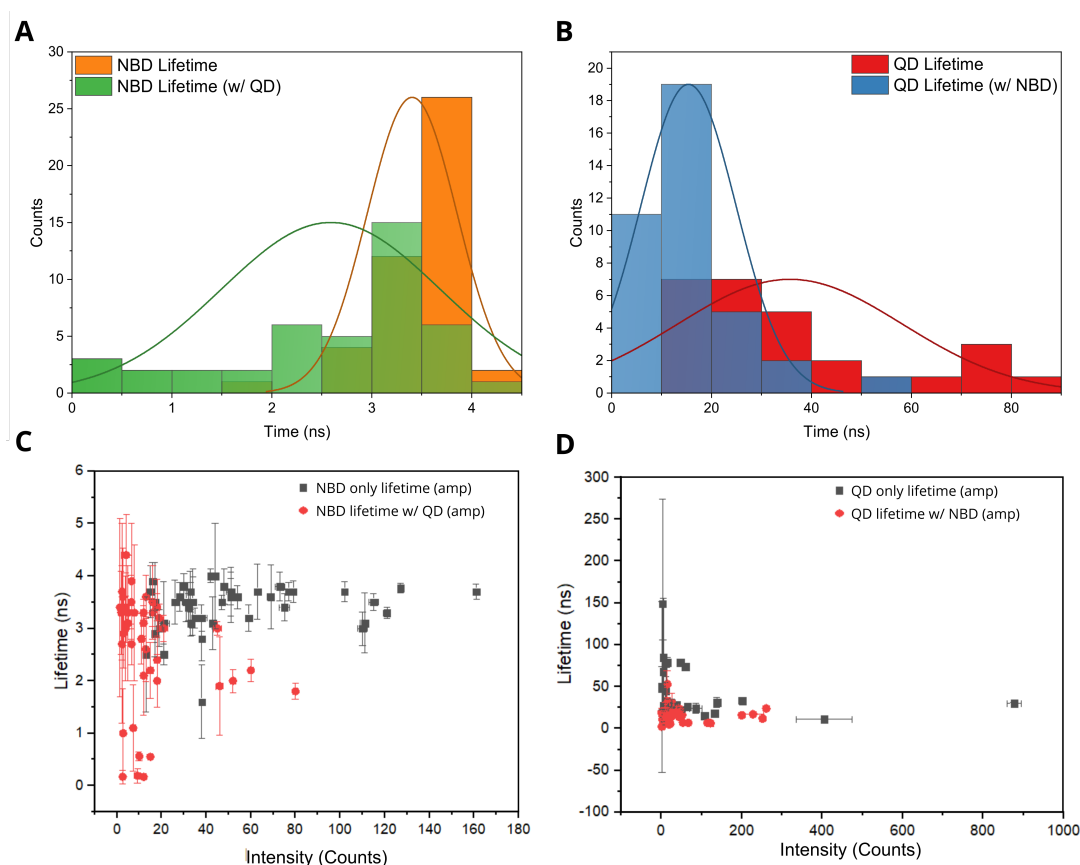 A
NBD Lifetime
NBD Lifetime (w/ QD)
Counts
30
25
20
15
10
5
0
0 1 2 3 4
Time (ns)
B
QD Lifetime
QD Lifetime (w/ NBD)
Counts
20
18
16
14
12
10
8
6
4
2
0
0 20 40 60 80
Time (ns)
C
NBD only lifetime (amp)
NBD lifetime w/ QD (amp)
Lifetime (ns)
6
5
4
3
2
1
0
0 20 40 60 80 100 120 140 160 180
Intensity (Counts)
D
QD only lifetime (amp)
QD lifetime w/ NBD (amp)
Lifetime (ns)
300
250
200
150
100
50
0
-50
-100
0 200 400 600 800 1000
Intensity (Counts)